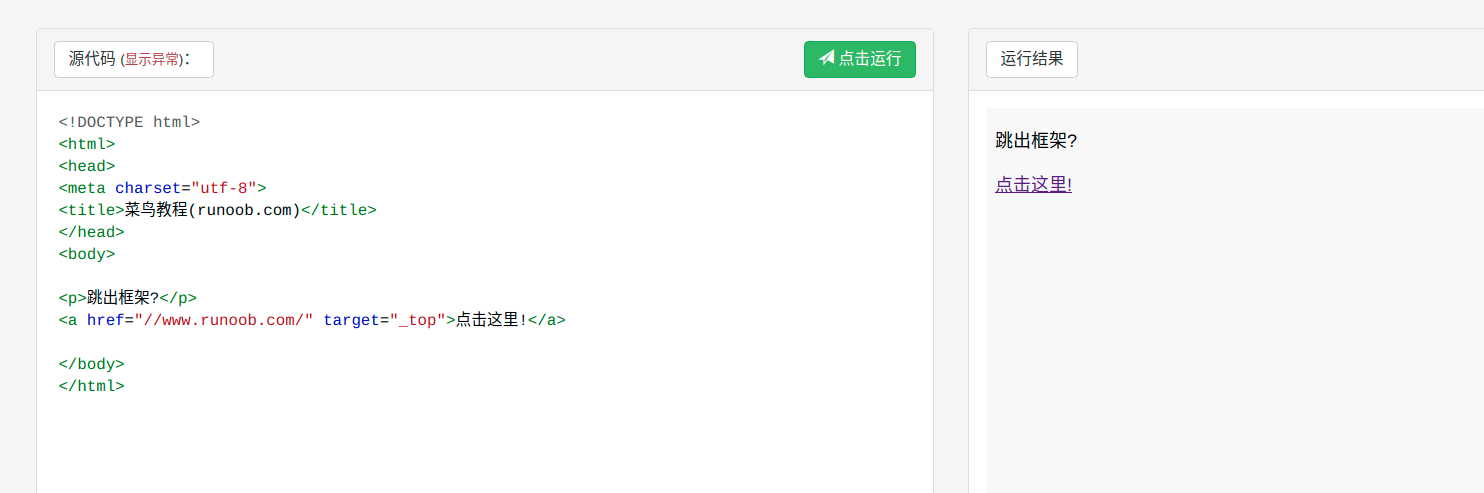 源代码 (显示异常)：
点击运行
<!DOCTYPE html>
<html>
<head>
<meta charset="utf-8">
<title>菜鸟教程(runoob.com)</title>
</head>
<body>
<p>跳出框架?</p>
<a href="//www.runoob.com/" target="_top">点击这里!</a>
</body>
</html>
运行结果
跳出框架?
点击这里!